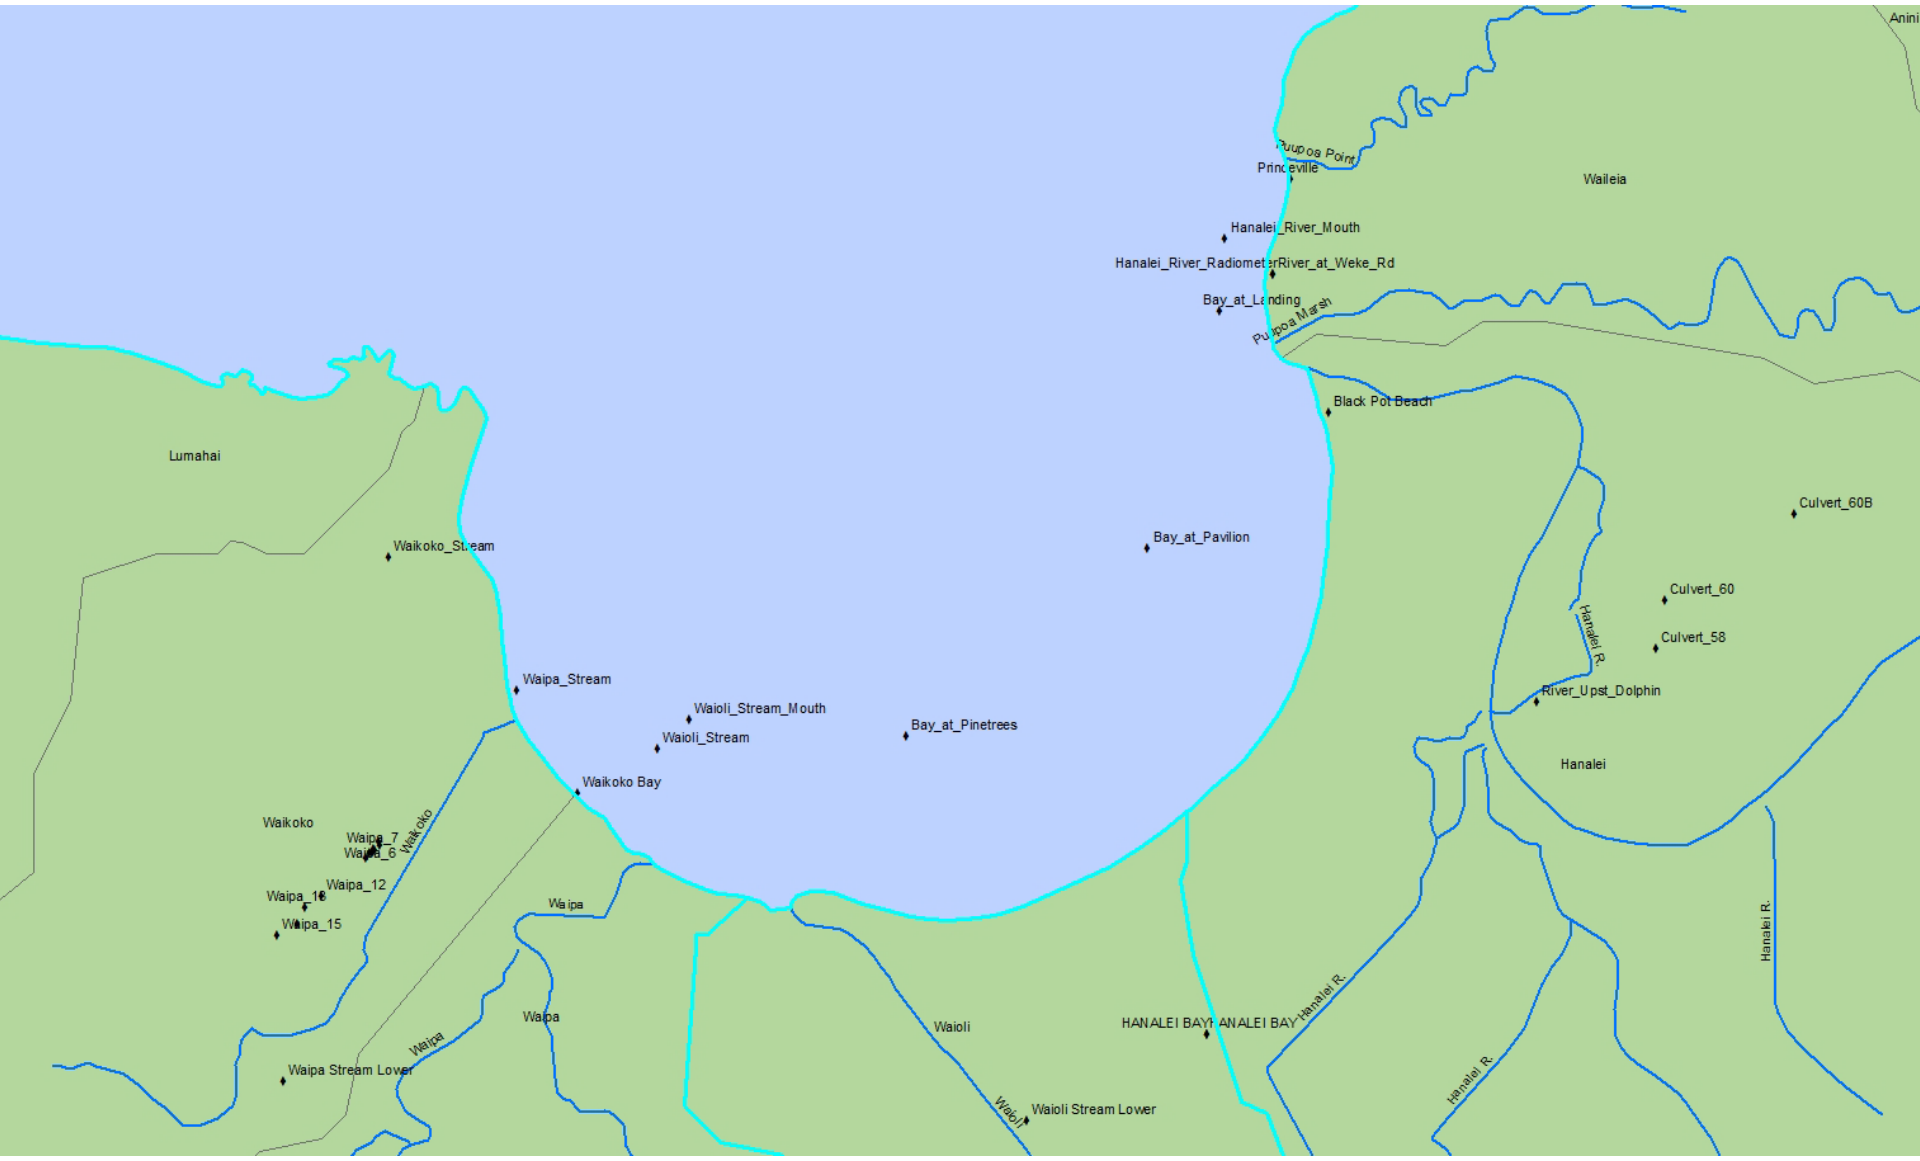 Anini
Puupoa Point
Princeville
Waileia
Hanalei_River_Mouth
Hanalei_River_RadiometerRiver_at_Weke_Rd
Bay_at_Landing
Puupoa Marsh
Black Pot Beach
Lumahai
Culvert_60B
Waikoko_Stream
Bay_at_Pavilion
Culvert_60
Hanalei R.
Culvert_58
Waipa_Stream
River_Upst_Dolphin
Waioli_Stream_Mouth
Bay_at_Pinetrees
Waioli_Stream
Hanalei
Waikoko Bay
Waikoko
Waikoko
Waipa_7
Waipa_6
Waipa_12
Waipa_15
Waipa
Hanalei R.
Hanalei R.
Waipa
Waioli
HANALEI BAY
HANALEI BAY
Waipa
Waipa Stream Lower
Hanalei R.
Waioli
Waioli Stream Lower